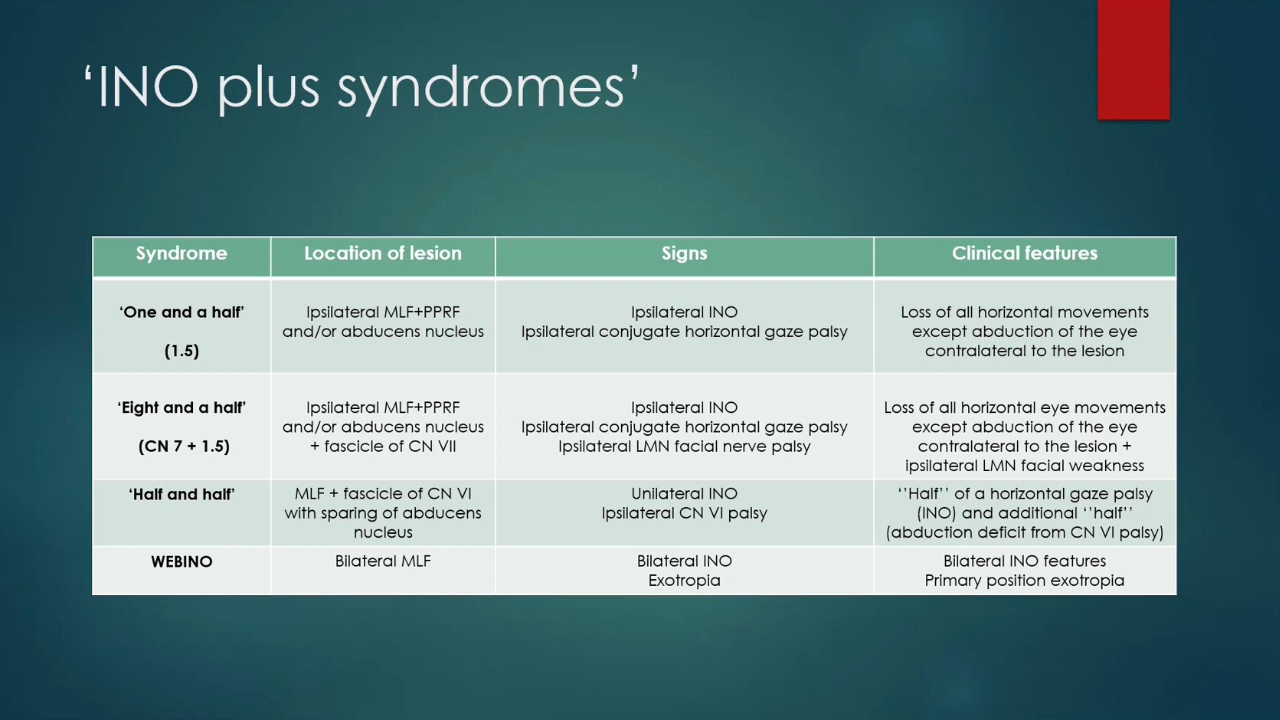 ‘INO plus syndromes’
Syndrome
Location of lesion
Signs
Clinical features
‘One and a half’
(1.5)
Ipsilateral MLF+PPRF
and/or abducens nucleus
Ipsilateral INO
Ipsilateral conjugate horizontal gaze palsy
Loss of all horizontal movements
except abduction of the eye
contralateral to the lesion
‘Eight and a half’
(CN 7 + 1.5)
Ipsilateral MLF+PPRF
and/or abducens nucleus
+ fascicle of CN VII
Ipsilateral INO
Ipsilateral conjugate horizontal gaze palsy
Ipsilateral LMN facial nerve palsy
Loss of all horizontal eye movements
except abduction of the eye
contralateral to the lesion +
ipsilateral LMN facial weakness
‘Half and half’
MLF + fascicle of CN VI
with sparing of abducens
nucleus
Unilateral INO
Ipsilateral CN VI palsy
‘’Half’’ of a horizontal gaze palsy
(INO) and additional ‘’half’’
(abduction deficit from CN VI palsy)
WEBINO
Bilateral MLF
Bilateral INO
Exotropia
Bilateral INO features
Primary position exotropia